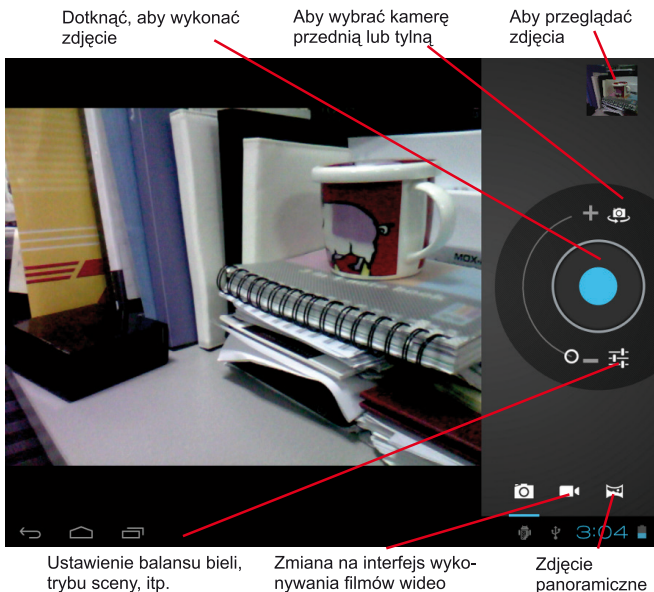 Dotknąć, aby wykonać
zdjęcie
Aby wybrać kamerę
przednią lub tylną
Aby przeglądać
zdjęcia
MOX
3:04
Ustawienie balansu bieli,
trybu sceny, itp.
Zmiana na interfejs wyko-
nywania filmów wideo
Zdjęcie
panoramiczne